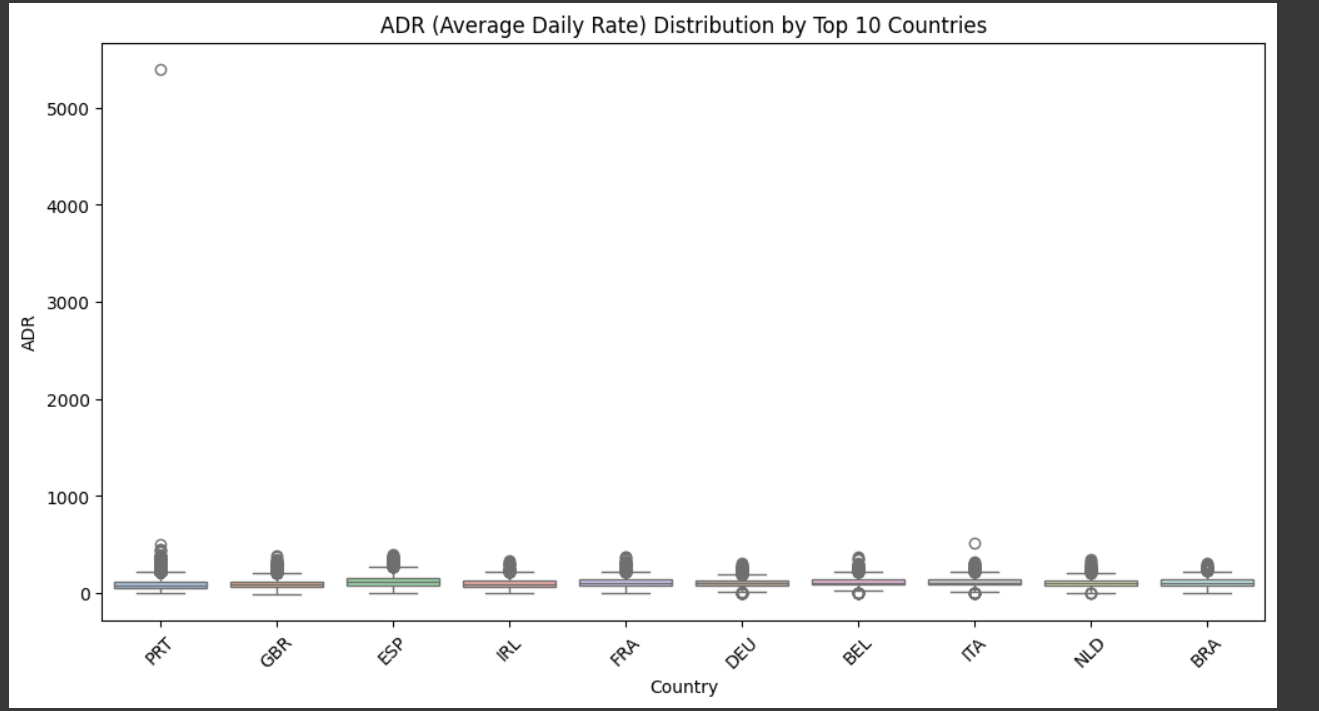 ADR (Average Daily Rate) Distribution by Top 10 Countries
ADR
5000
4000
3000
2000
1000
0
PRT
GBR
ESP
IRL
FRA
DEU
BEL
ITA
NLD
BRA
Country